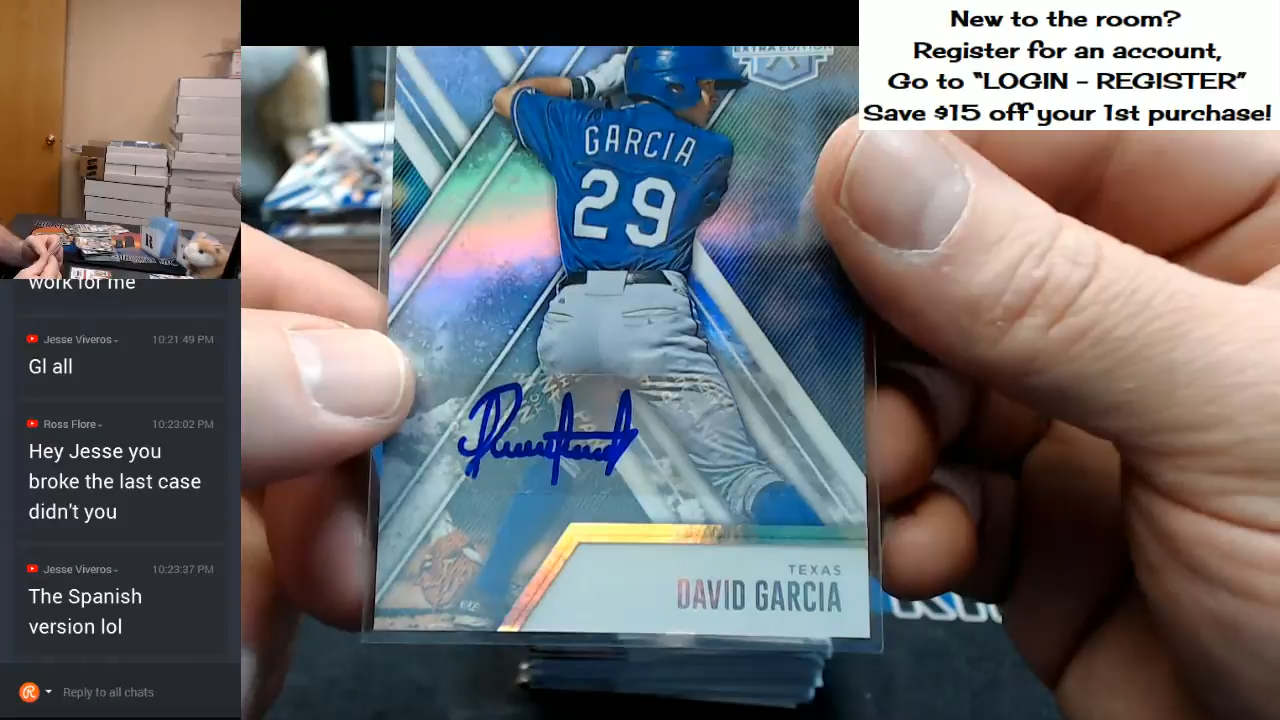 New to the room?
Register for an account,
Go to "LOGIN - REGISTER"
Save $15 off your 1st purchase!
EXTRA EDITION
GARCIA
29
TEXAS
DAVID GARCIA
work for me
Jesse Viveros
10:21:49 PM
Gl all
Ross Flore
10:23:02 PM
Hey Jesse you
broke the last case
didn't you
Jesse Viveros
10:23:37 PM
The Spanish
version lol
Reply to all chats